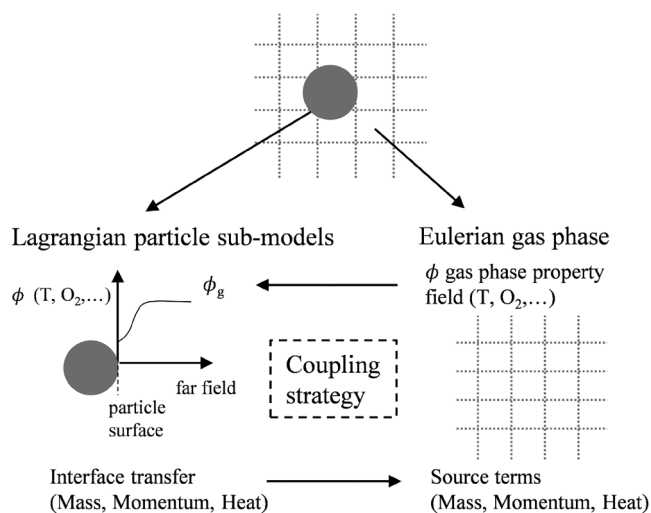 Lagrangian particle sub-models
Eulerian gas phase
ϕ (T, O₂,...)
ϕg
far field
particle
surface
ϕ gas phase property
field (T, O₂,...)
Coupling
strategy
Interface transfer
(Mass, Momentum, Heat)
Source terms
(Mass, Momentum, Heat)